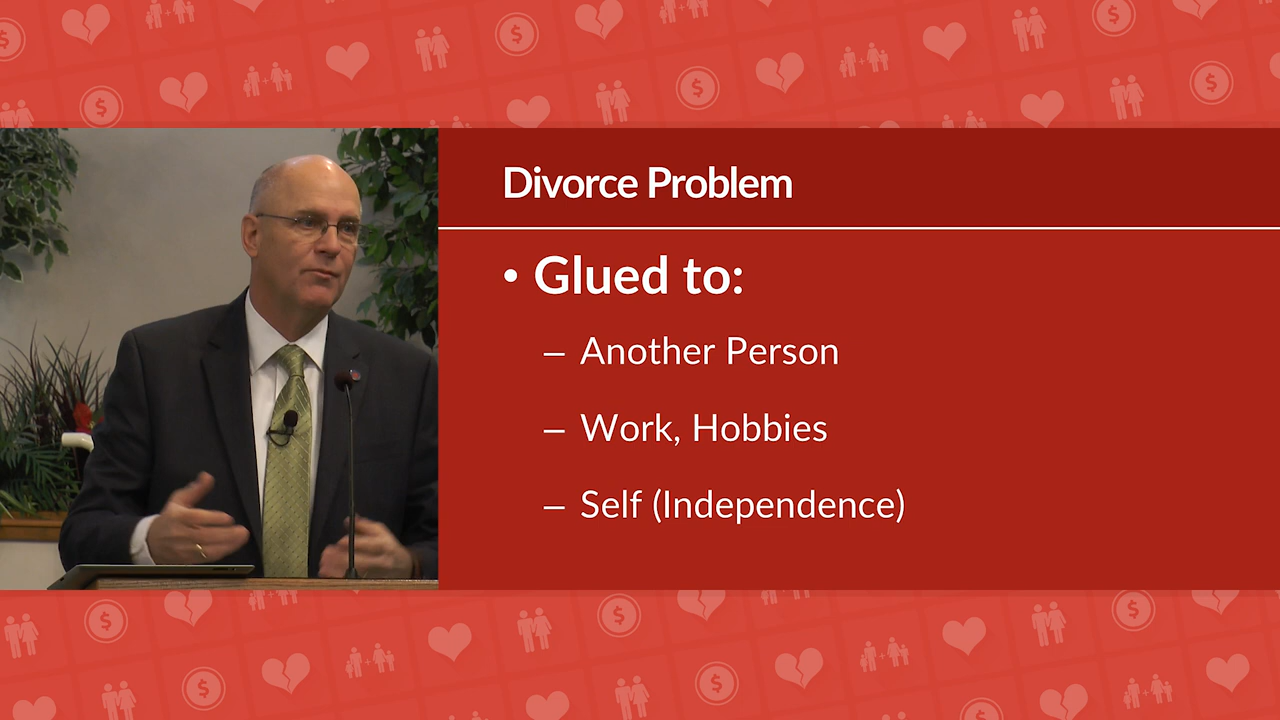 Divorce Problem
• Glued to:
– Another Person
– Work, Hobbies
– Self (Independence)